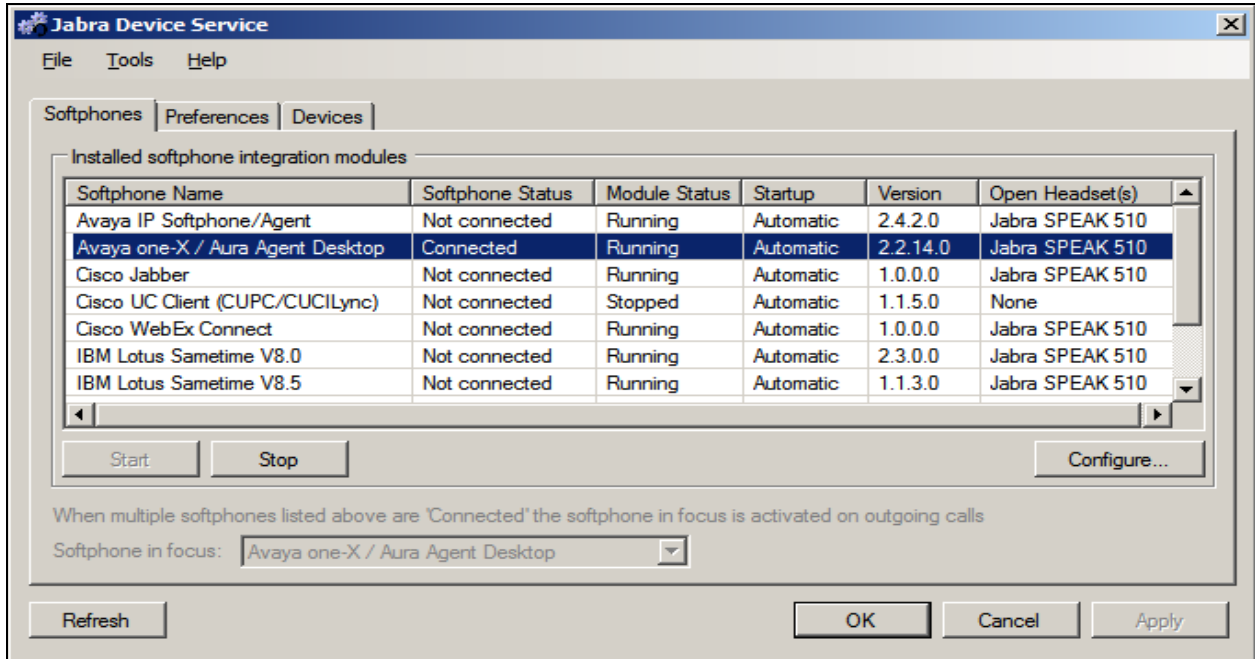 Jabra Device Service
File Tools Help
Softphones Preferences Devices
Installed softphone integration modules
Softphone Name Softphone Status Module Status Startup Version Open Headset(s)
Avaya IP Softphone/Agent Not connected Running Automatic 2.4.2.0 Jabra SPEAK 510
Avaya one-X / Aura Agent Desktop Connected Running Automatic 2.2.14.0 Jabra SPEAK 510
Cisco Jabber Not connected Running Automatic 1.0.0.0 Jabra SPEAK 510
Cisco UC Client (CUPC/CUCILync) Not connected Stopped Automatic 1.1.5.0 None
Cisco WebEx Connect Not connected Running Automatic 1.0.0.0 Jabra SPEAK 510
IBM Lotus Sametime V8.0 Not connected Running Automatic 2.3.0.0 Jabra SPEAK 510
IBM Lotus Sametime V8.5 Not connected Running Automatic 1.1.3.0 Jabra SPEAK 510
Start Stop Configure...
When multiple softphones listed above are 'Connected' the softphone in focus is activated on outgoing calls
Softphone in focus: Avaya one-X / Aura Agent Desktop
Refresh OK Cancel Apply